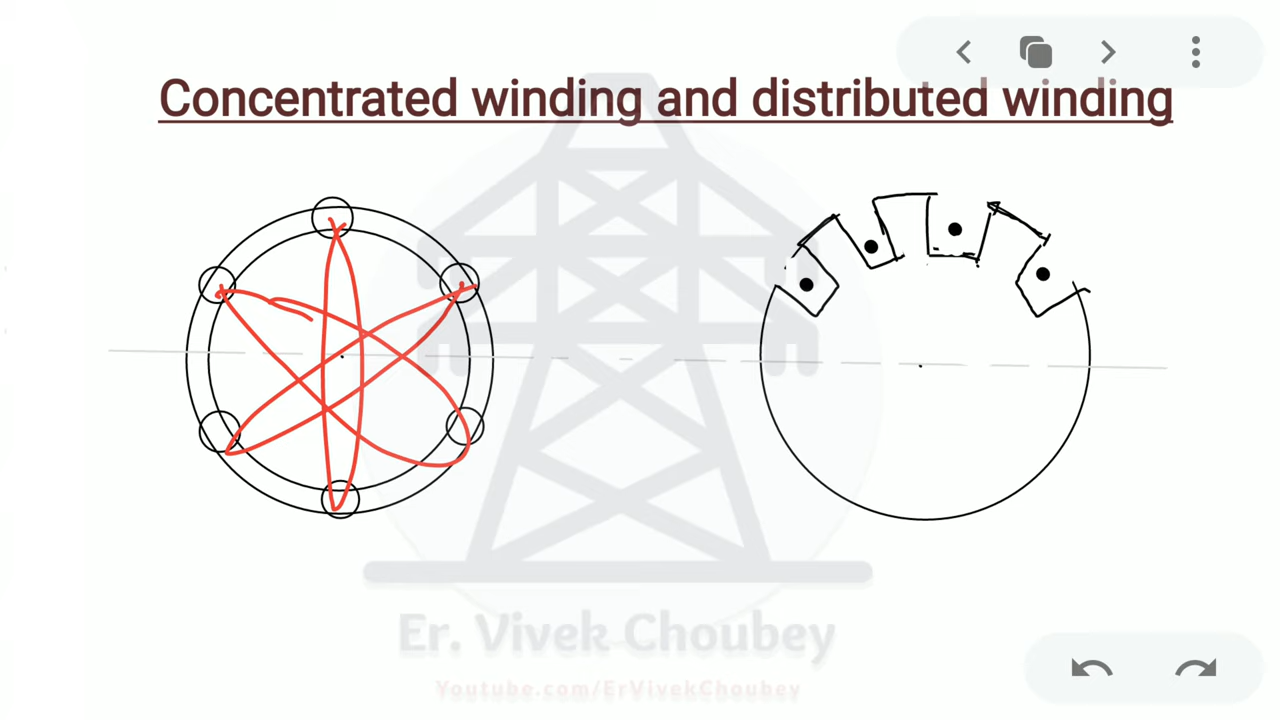 Concentrated winding and distributed winding
Er. Vivek Choubey
Youtube.com/ErVivekChoubey